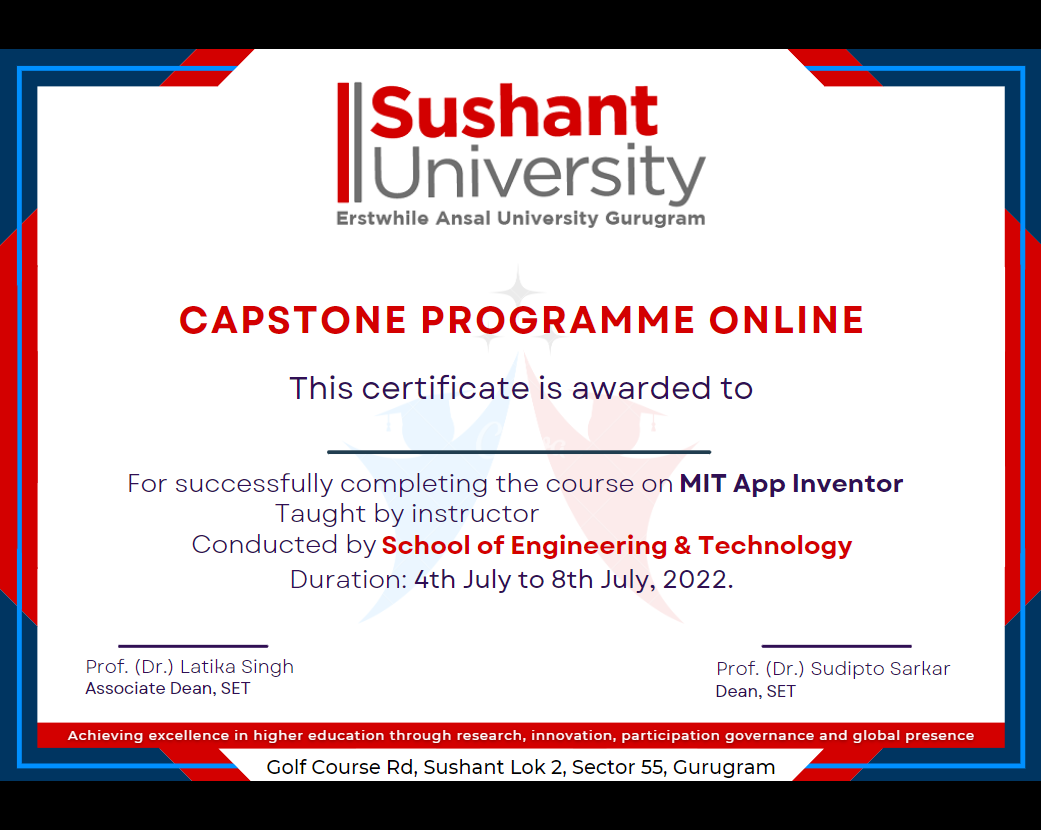 Sushant
University
Erstwhile Ansal University Gurugram
CAPSTONE PROGRAMME ONLINE
This certificate is awarded to
For successfully completing the course on MIT App Inventor
Taught by instructor
Conducted by School of Engineering & Technology
Duration: 4th July to 8th July, 2022.
Prof. (Dr.) Latika Singh
Associate Dean, SET
Prof. (Dr.) Sudipto Sarkar
Dean, SET
Achieving excellence in higher education through research, innovation, participation governance and global presence
Golf Course Rd, Sushant Lok 2, Sector 55, Gurugram